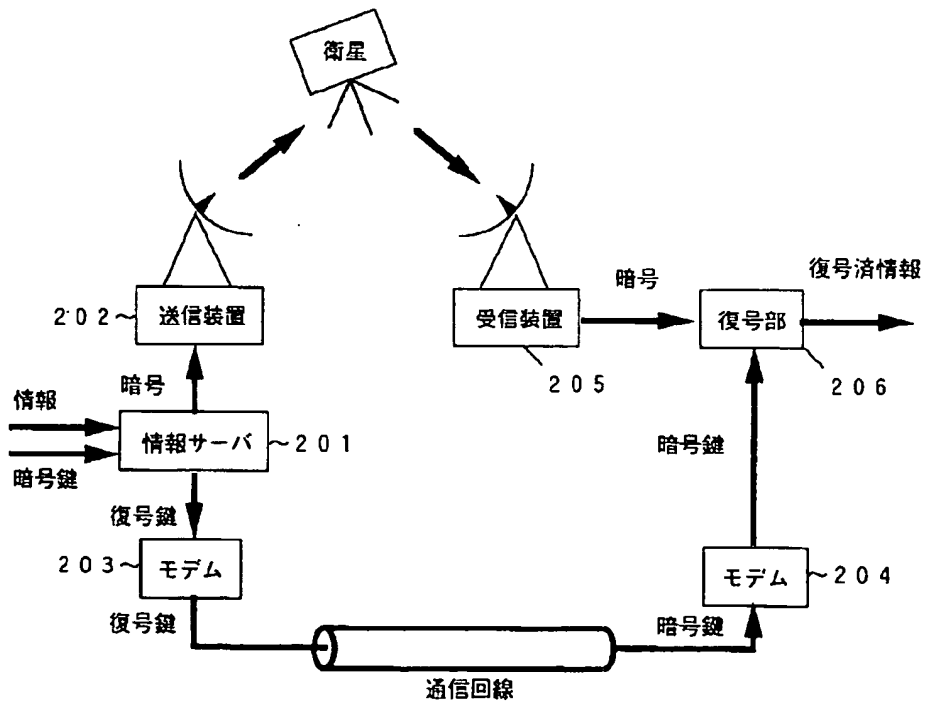 衛星
202
送信装置
受信装置
205
暗号
復号部
206
復号済情報
暗号
情報
暗号鍵
情報サーバ
201
復号鍵
203
モデム
復号鍵
通信回線
暗号鍵
モデム
204
暗号鍵